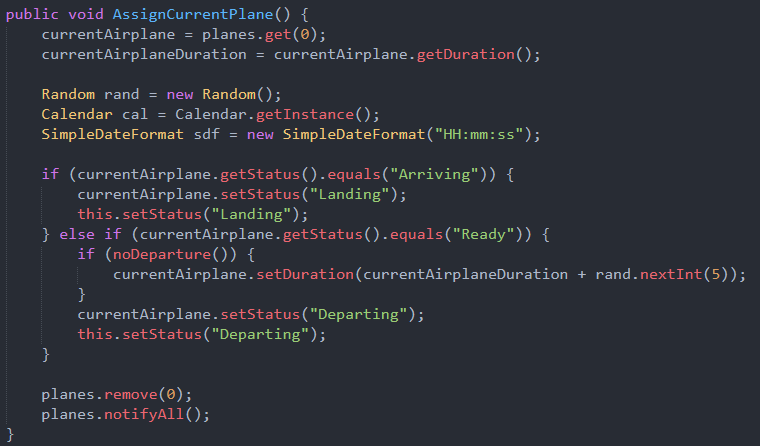 public void AssignCurrentPlane() {
    currentAirplane = planes.get(0);
    currentAirplaneDuration = currentAirplane.getDuration();

    Random rand = new Random();
    Calendar cal = Calendar.getInstance();
    SimpleDateFormat sdf = new SimpleDateFormat("HH:mm:ss");

    if (currentAirplane.getStatus().equals("Arriving")) {
        currentAirplane.setStatus("Landing");
        this.setStatus("Landing");
    } else if (currentAirplane.getStatus().equals("Ready")) {
        if (noDeparture()) {
            currentAirplane.setDuration(currentAirplaneDuration + rand.nextInt(5));
        }
        currentAirplane.setStatus("Departing");
        this.setStatus("Departing");
    }

    planes.remove(0);
    planes.notifyAll();
}